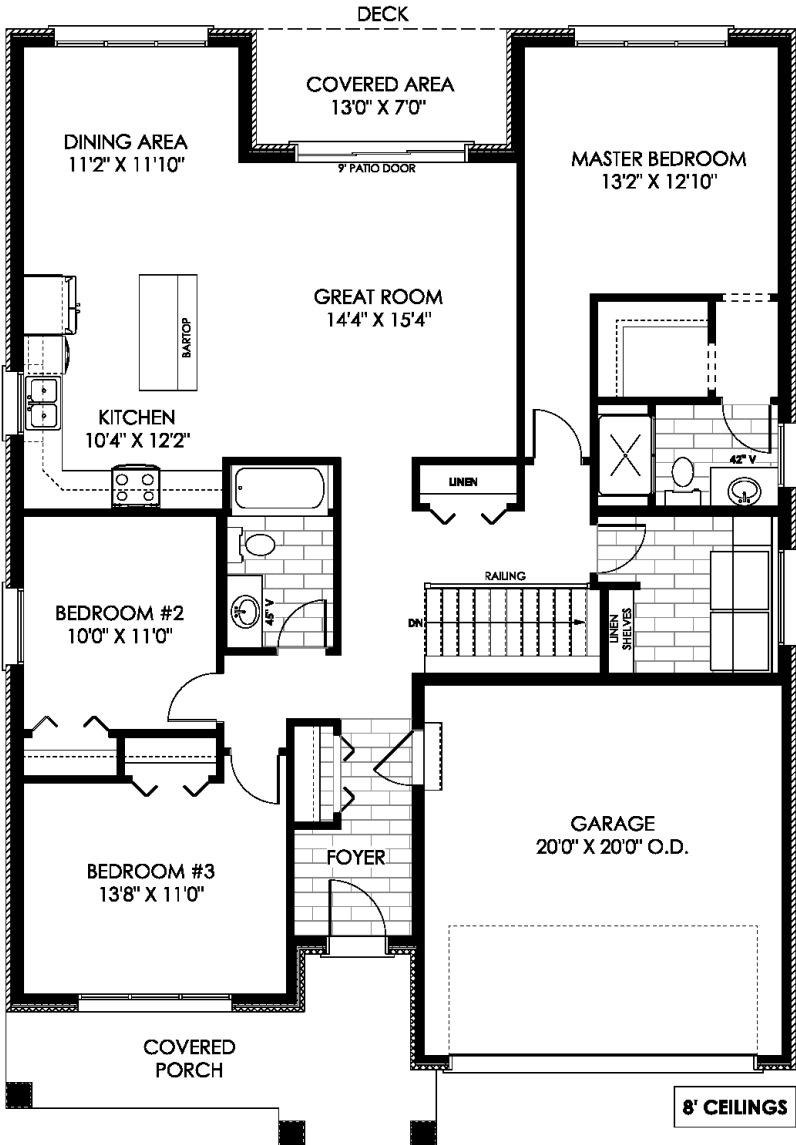 DECK
COVERED AREA
13'0" X 7'0"
9' PATIO DOOR
DINING AREA
11'2" X 11'10"
MASTER BEDROOM
13'2" X 12'10"
GREAT ROOM
14'4" X 15'4"
BARTOP
KITCHEN
10'4" X 12'2"
42" V
LINEN
RAILING
BEDROOM #2
10'0" X 11'0"
45" V
DN
LINEN
SHELVES
GARAGE
20'0" X 20'0" O.D.
FOYER
BEDROOM #3
13'8" X 11'0"
COVERED
PORCH
8' CEILINGS